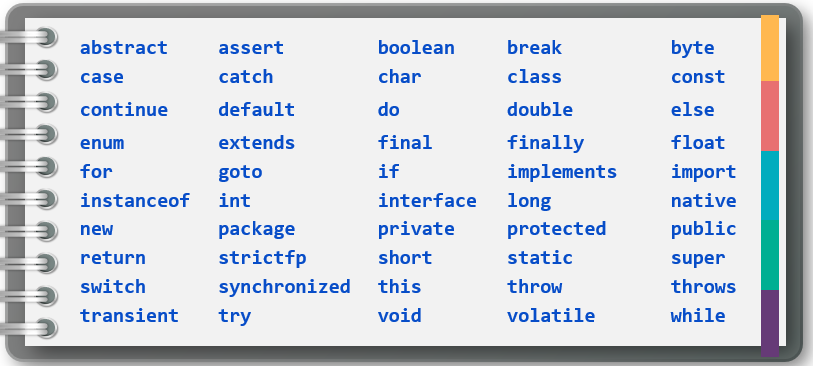 abstract assert boolean break byte
case catch char class const
continue default do double else
enum extends final finally float
for goto if implements import
instanceof int interface long native
new package private protected public
return strictfp short static super
switch synchronized this throw throws
transient try void volatile while